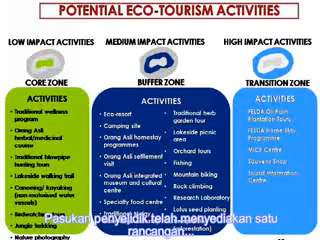 POTENTIAL ECO-TOURISM ACTIVITIES
LOW IMPACT ACTIVITIES
MEDIUM IMPACT ACTIVITIES
HIGH IMPACT ACTIVITIES
CORE ZONE
BUFFER ZONE
TRANSITION ZONE
ACTIVITIES
• Traditional wellness
program
• Orang Asli
herbal/medicinal
course
• Traditional blowpipe
hunting tours
• Lakeside walking trail
• Canoeing/ kayaking
(non-motorised water
vessels)
• Birdwatching
• Jungle trekking
• Nature photography
ACTIVITIES
• Eco-resort
• Camping site
• Orang Asli homestay
programmes
• Orang Asli settlement
visit
• Orang Asli integrated
museum and cultural
centre
• Specialty food centre
• Traditional
• Traditional herb
garden tour
• Lakeside picnic
area
• Orchard tours
• Fishing
• Mountain biking
• Rock climbing
• Research Laboratory
• Lotus seed planting
ACTIVITIES
• FELDA Oil Palm
Plantation Tours
• FELDA Home Stay
Programme
• MICE Centre
• Souvenir Shop
• Tourist Information
Centre
Pasukan penyelidik telah menyediakan satu
rancangan...